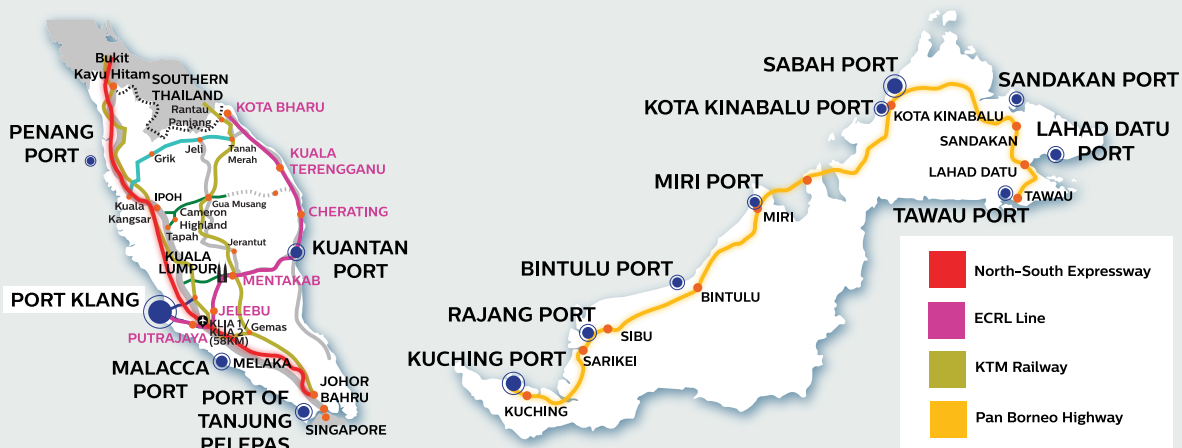 Bukit
Kayu Hitam
SOUTHERN
THAILAND
Rantau
Panjang
KOTA BHARU
PENANG
PORT
Grik
Jeli
Tanah
Merah
KUALA
TERENGGANU
Kuala
Kangsar
IPOH
Gua Musang
Cameron
Highland
Tapah
CHERATING
Jerantut
KUANTAN
PORT
KUALA
LUMPUR
MENTAKAB
PORT KLANG
JELEBU
PUTRAJAYA
KLIA 1 /
KLIA 2
(58KM)
Gemas
MALACCA
PORT
MELAKA
JOHOR
BAHRU
PORT OF
TANJUNG
PELEPAS
SINGAPORE
SABAH PORT
SANDAKAN PORT
KOTA KINABALU PORT
KOTA KINABALU
SANDAKAN
LAHAD DATU
PORT
LAHAD DATU
MIRI PORT
MIRI
TAWAU
TAWAU PORT
BINTULU PORT
BINTULU
RAJANG PORT
SIBU
SARIKEI
KUCHING PORT
KUCHING
North-South Expressway
ECRL Line
KTM Railway
Pan Borneo Highway